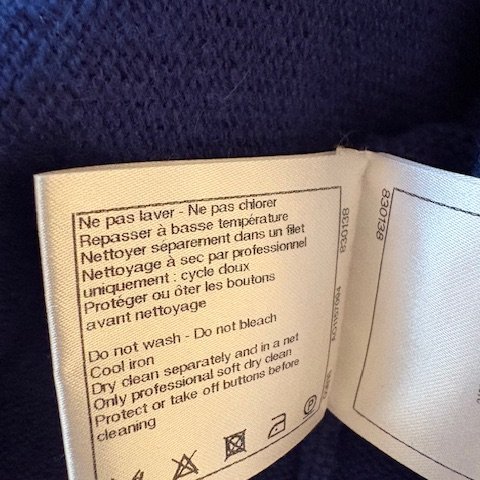 Ne pas laver - Ne pas chlorer
Repasser à basse température
Nettoyer séparement dans un filet
Nettoyage à sec par professionnel
uniquement : cycle doux
Protéger ou ôter les boutons
avant nettoyage
Do not wash - Do not bleach
Cool iron
Dry clean separately and in a net
Only professional soft dry clean
Protect or take off buttons before
cleaning
P
830138
830138